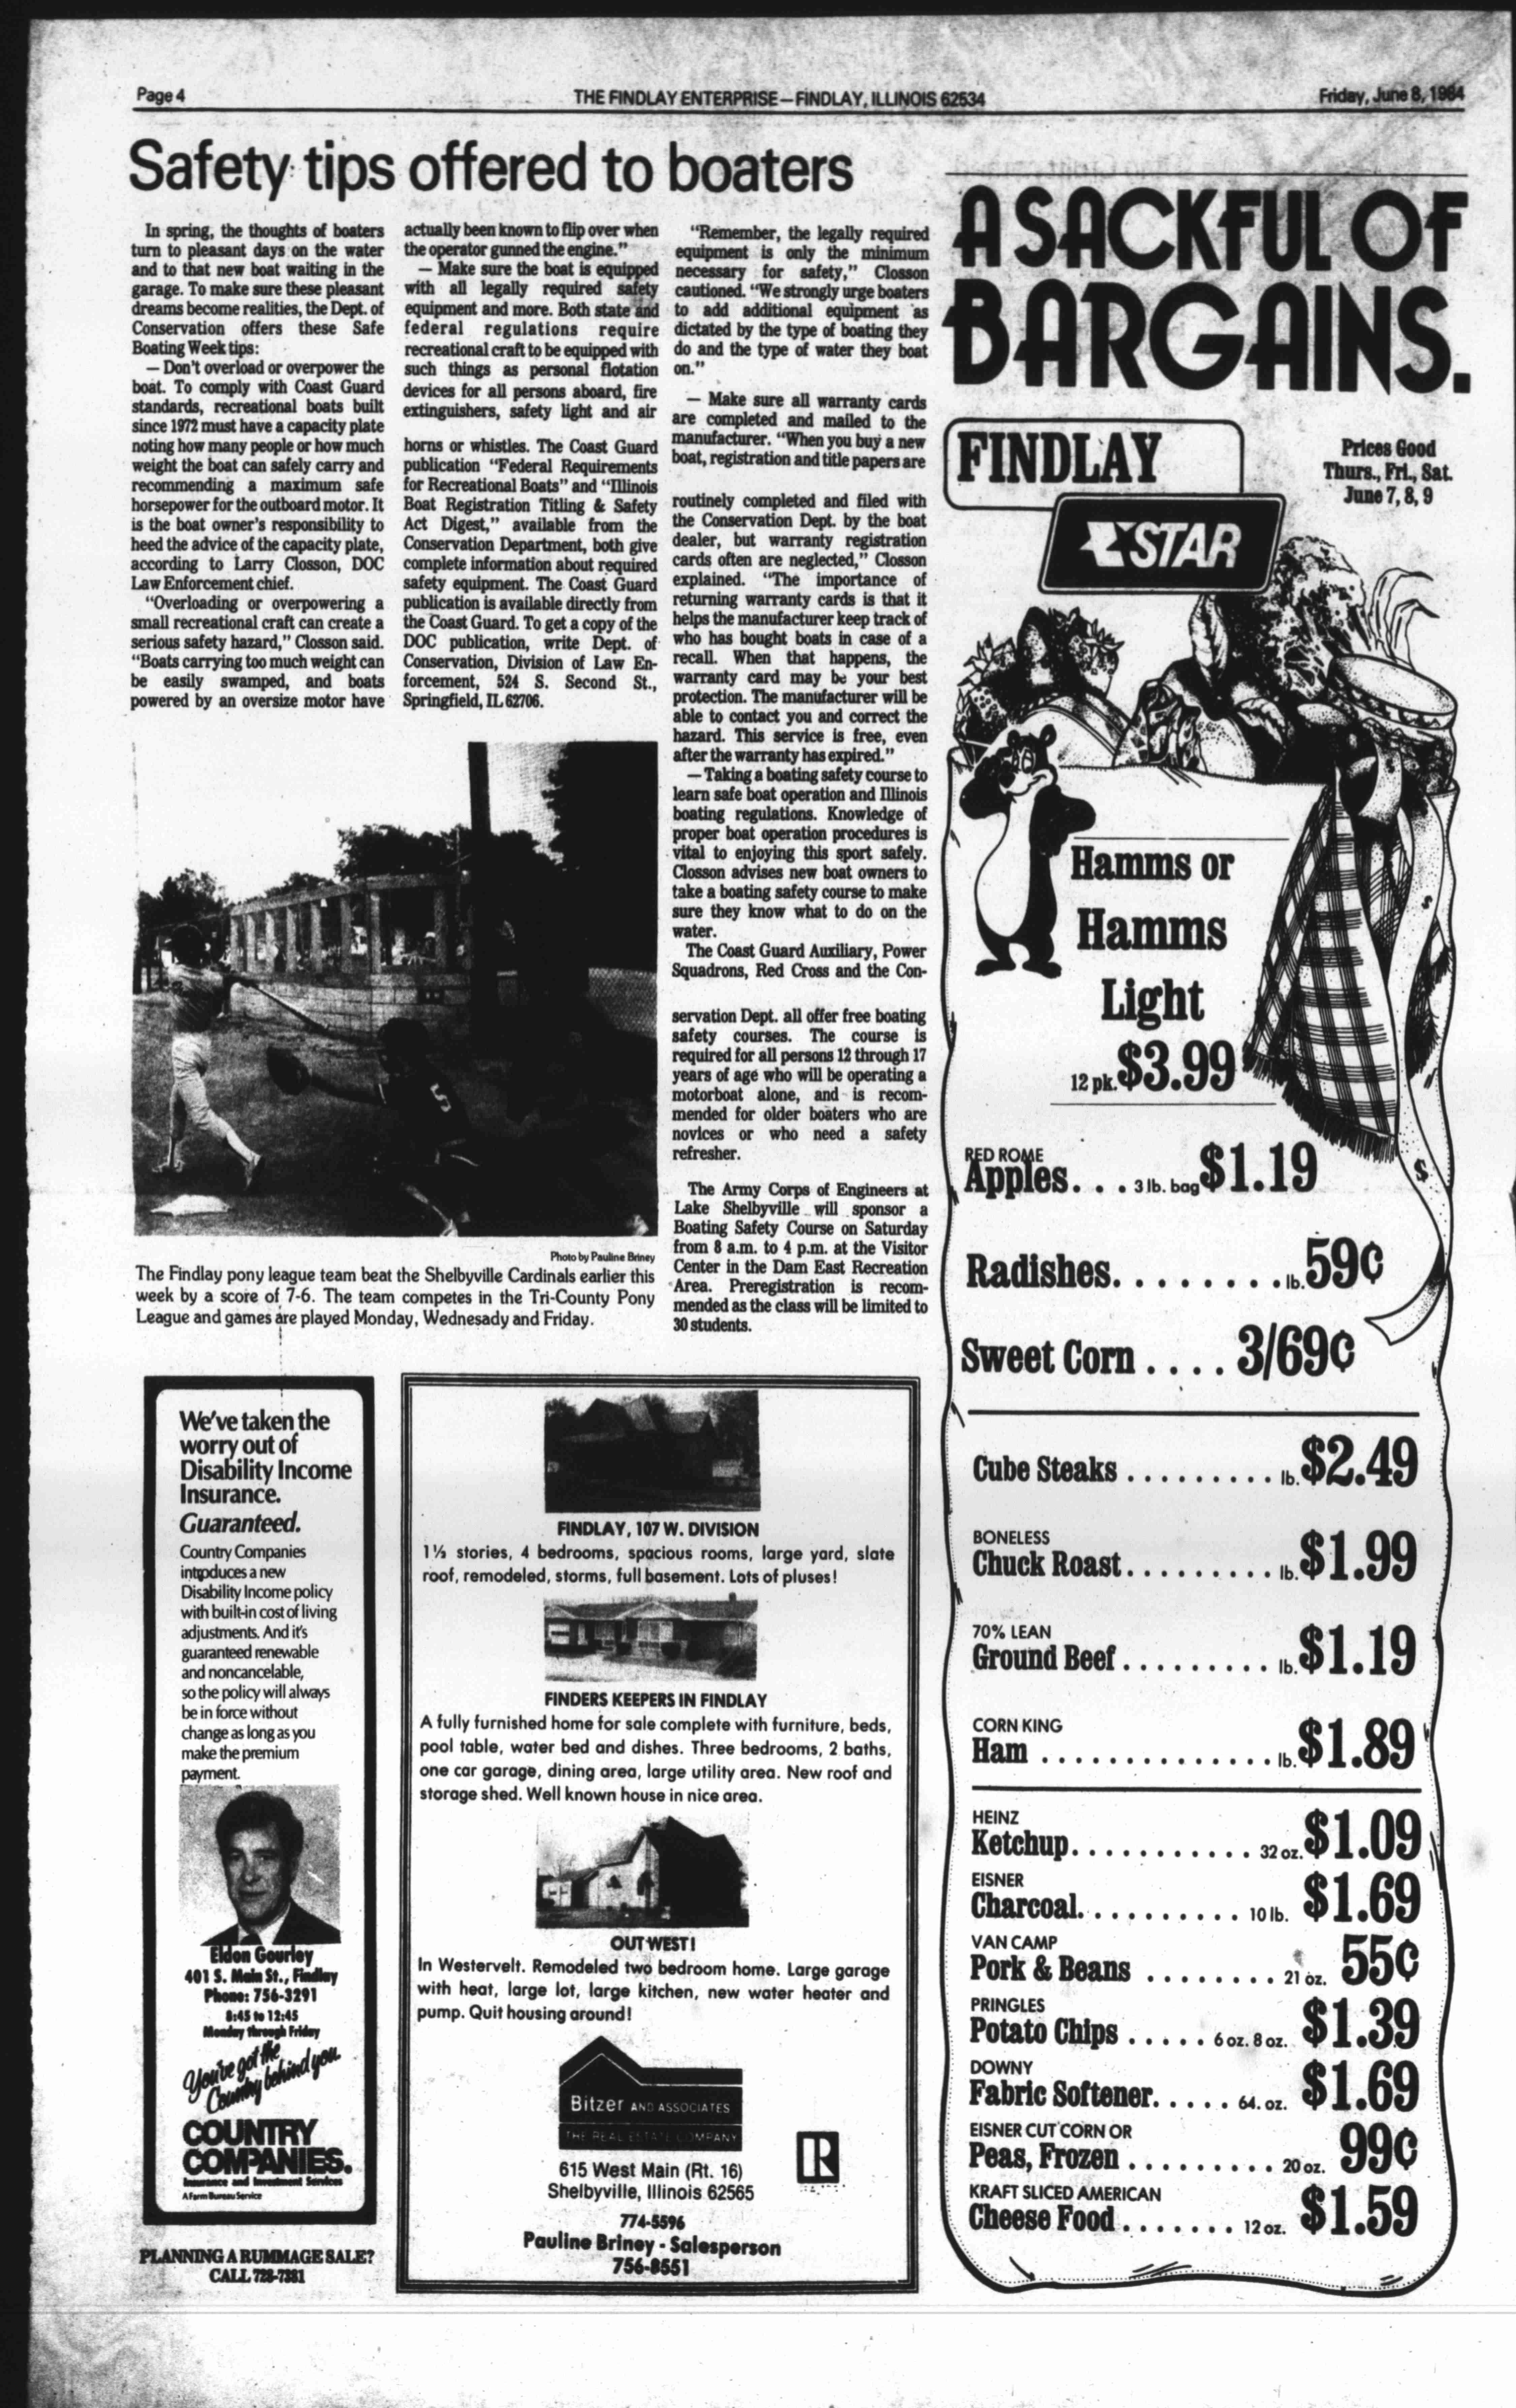 Page 4
THE FINDLAY ENTERPRISE—FINDLAY, ILLINOIS 62534
Friday, June 8, 1984
Safety tips offered to boaters
In spring, the thoughts of boaters
turn to pleasant days on the water
and to that new boat waiting in the
garage. To make sure these pleasant
dreams become realities, the Dept. of
Conservation offers these Safe
Boating Week tips:
— Don't overload or overpower the
boat. To comply with Coast Guard
standards, recreational boats built
since 1972 must have a capacity plate
noting how many people or how much
weight the boat can safely carry and
recommending a maximum safe
horsepower for the outboard motor. It
is the boat owner's responsibility to
heed the advice of the capacity plate,
according to Larry Closson, DOC
Law Enforcement chief.
"Overloading or overpowering a
small recreational craft can create a
serious safety hazard," Closson said.
"Boats carrying too much weight can
be easily swamped, and boats
powered by an oversize motor have
actually been known to flip over when
the operator gunned the engine."
— Make sure the boat is equipped
with all legally required safety
equipment and more. Both state and
federal regulations require
recreational craft to be equipped with
such things as personal flotation
devices for all persons aboard, fire
extinguishers, safety light and air
horns or whistles. The Coast Guard
publication "Federal Requirements
for Recreational Boats" and "Illinois
Boat Registration Titling & Safety
Act Digest," available from the
Conservation Department, both give
complete information about required
safety equipment. The Coast Guard
publication is available directly from
the Coast Guard. To get a copy of the
DOC publication, write Dept. of
Conservation, Division of Law En-
forcement, 524 S. Second St.,
Springfield, IL 62706.
"Remember, the legally required
equipment is only the minimum
necessary for safety," Closson
cautioned. "We strongly urge boaters
to add additional equipment as
dictated by the type of boating they
do and the type of water they boat
on."
— Make sure all warranty cards
are completed and mailed to the
manufacturer. "When you buy a new
boat, registration and title papers are
routinely completed and filed with
the Conservation Dept. by the boat
dealer, but warranty registration
cards often are neglected," Closson
explained. "The importance of
returning warranty cards is that it
helps the manufacturer keep track of
who has bought boats in case of a
recall. When that happens, the
warranty card may be your best
protection. The manufacturer will be
able to contact you and correct the
hazard. This service is free, even
after the warranty has expired."
— Taking a boating safety course to
learn safe boat operation and Illinois
boating regulations. Knowledge of
proper boat operation procedures is
vital to enjoying this sport safely.
Closson advises new boat owners to
take a boating safety course to make
sure they know what to do on the
water.
The Coast Guard Auxiliary, Power
Squadrons, Red Cross and the Con-
servation Dept. all offer free boating
safety courses. The course is
required for all persons 12 through 17
years of age who will be operating a
motorboat alone, and is recom-
mended for older boaters who are
novices or who need a safety
refresher.
The Army Corps of Engineers at
Lake Shelbyville will sponsor a
Boating Safety Course on Saturday
from 8 a.m. to 4 p.m. at the Visitor
Center in the Dam East Recreation
Area. Preregistration is recom-
mended as the class will be limited to
30 students.
5
Photo by Pauline Briney
The Findlay pony league team beat the Shelbyville Cardinals earlier this
week by a score of 7-6. The team competes in the Tri-County Pony
League and games are played Monday, Wednesady and Friday.
We've taken the
worry out of
Disability Income
Insurance.
Guaranteed.
Country Companies
introduces a new
Disability Income policy
with built-in cost of living
adjustments. And it's
guaranteed renewable
and noncancelable,
so the policy will always
be in force without
change as long as you
make the premium
payment.
Eldon Gourley
401 S. Main St., Findlay
Phone: 756-3291
8:45 to 12:45
Monday through Friday
You've got the
Country behind you.
COUNTRY
COMPANIES.
Insurance and Investment Services
A Farm Bureau Service
PLANNING A RUMMAGE SALE?
CALL 728-7381
FINDLAY, 107 W. DIVISION
1½ stories, 4 bedrooms, spacious rooms, large yard, slate
roof, remodeled, storms, full basement. Lots of pluses!
FINDERS KEEPERS IN FINDLAY
A fully furnished home for sale complete with furniture, beds,
pool table, water bed and dishes. Three bedrooms, 2 baths,
one car garage, dining area, large utility area. New roof and
storage shed. Well known house in nice area.
OUT WEST!
In Westervelt. Remodeled two bedroom home. Large garage
with heat, large lot, large kitchen, new water heater and
pump. Quit housing around!
Bitzer AND ASSOCIATES
THE REAL ESTATE COMPANY
R
615 West Main (Rt. 16)
Shelbyville, Illinois 62565
774-5596
Pauline Briney - Salesperson
756-8551
A SACKFUL OF
BARGAINS.
FINDLAY
STAR
Prices Good
Thurs., Fri., Sat.
June 7, 8, 9
Hamms or
Hamms
Light
12 pk. $3.99
RED ROME
Apples. . . . 3 lb. bag $1.19
Radishes. . . . . . . . . lb. 59¢
Sweet Corn . . . . 3/69¢
Cube Steaks . . . . . . . . . lb. $2.49
BONELESS
Chuck Roast. . . . . . . . . lb. $1.99
70% LEAN
Ground Beef . . . . . . . . . lb. $1.19
CORN KING
Ham . . . . . . . . . . . . . . lb. $1.89
HEINZ
Ketchup. . . . . . . . . . . 32 oz. $1.09
EISNER
Charcoal. . . . . . . . . . 10 lb. $1.69
VAN CAMP
Pork & Beans . . . . . . . . 21 oz. 55¢
PRINGLES
Potato Chips . . . . . 6 oz. 8 oz. $1.39
DOWNY
Fabric Softener. . . . . 64. oz. $1.69
EISNER CUT CORN OR
Peas, Frozen . . . . . . . . . 20 oz. 99¢
KRAFT SLICED AMERICAN
Cheese Food . . . . . . . 12 oz. $1.59